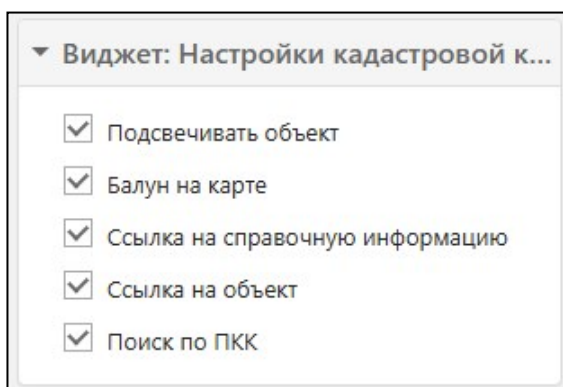 Виджет: Настройки кадастровой к...
Подсвечивать объект
Балун на карте
Ссылка на справочную информацию
Ссылка на объект
Поиск по ПКК